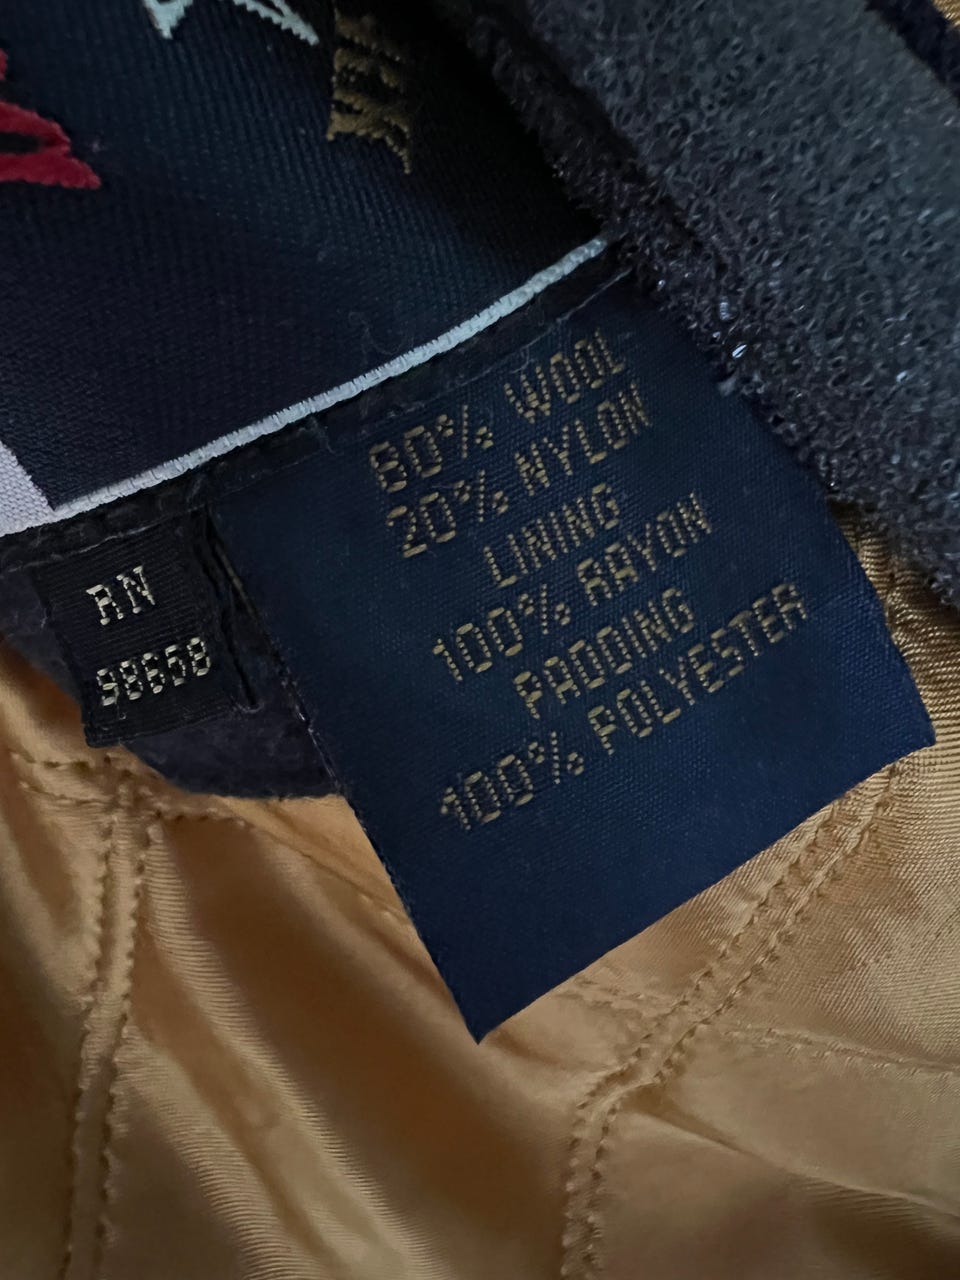 RN
98658
80% WOOL
20% NYLON
LINING
100% RAYON
PADDING
100% POLYESTER